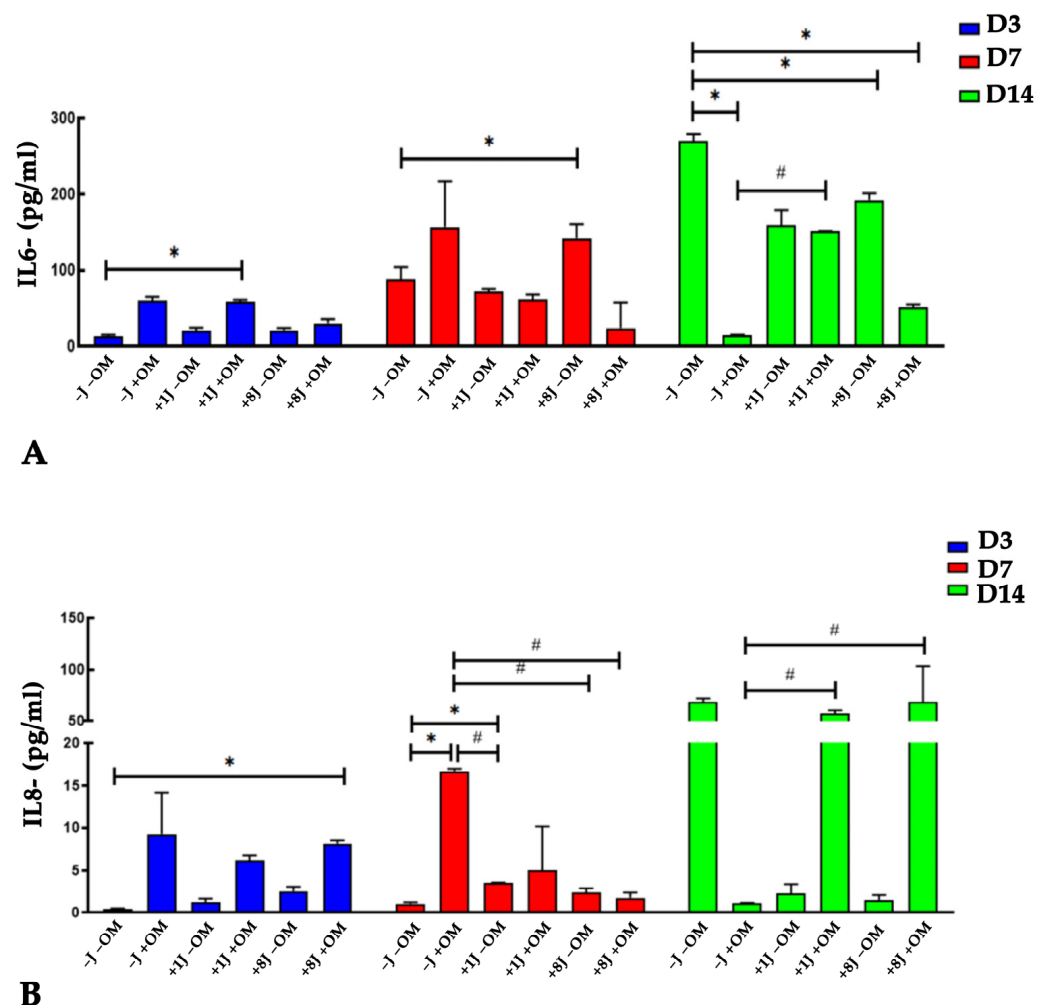 D3
D7
D14
*
*
*
300
*
#
200
*
100
0
IL6- (pg/ml)
-J -OM
-J +OM
+1J -OM
+1J +OM
+8J -OM
+8J +OM
-J -OM
-J +OM
+1J -OM
+1J +OM
+8J -OM
+8J +OM
-J -OM
-J +OM
+1J -OM
+1J +OM
+8J -OM
+8J +OM
A
D3
D7
D14
150
#
#
100
#
#
*
50
*
#
20
*
15
10
5
0
IL8- (pg/ml)
-J -OM
-J +OM
+1J -OM
+1J +OM
+8J -OM
+8J +OM
-J -OM
-J +OM
+1J -OM
+1J +OM
+8J -OM
+8J +OM
-J -OM
-J +OM
+1J -OM
+1J +OM
+8J -OM
+8J +OM
B